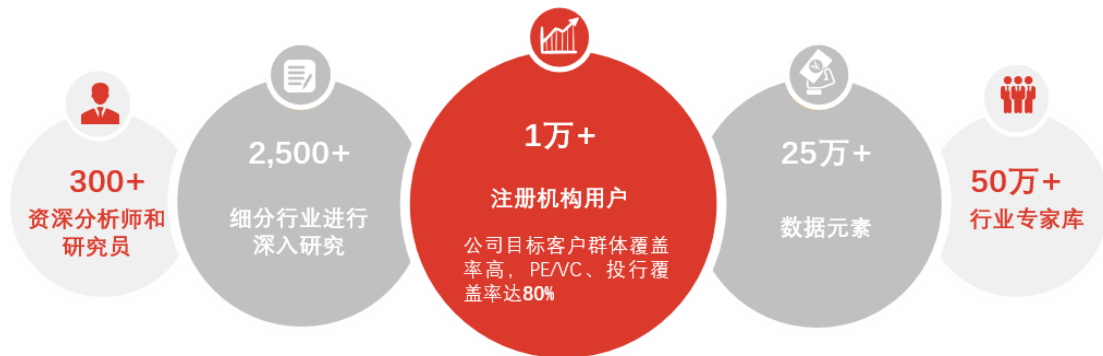 300+
资深分析师和
研究员
2,500+
细分行业进行
深入研究
1万+
注册机构用户
公司目标客户群体覆盖
率高，PE/VC、投行覆
盖率达80%
25万+
数据元素
50万+
行业专家库